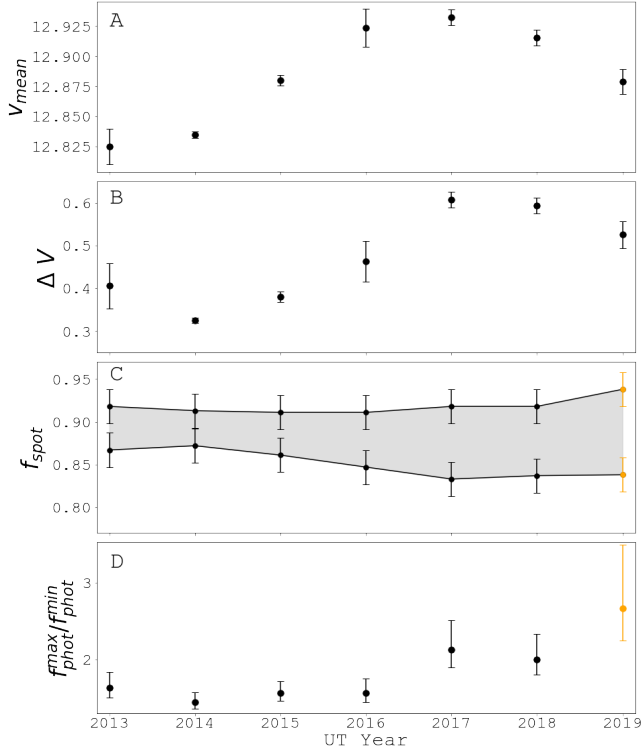 A
12.925
12.900
12.875
12.850
12.825
V_mean
B
0.6
0.5
0.4
0.3
Δ V
C
0.95
0.90
0.85
0.80
f_spot
D
3
2
f_phot^max/f_phot^min
2013 2014 2015 2016 2017 2018 2019
UT Year